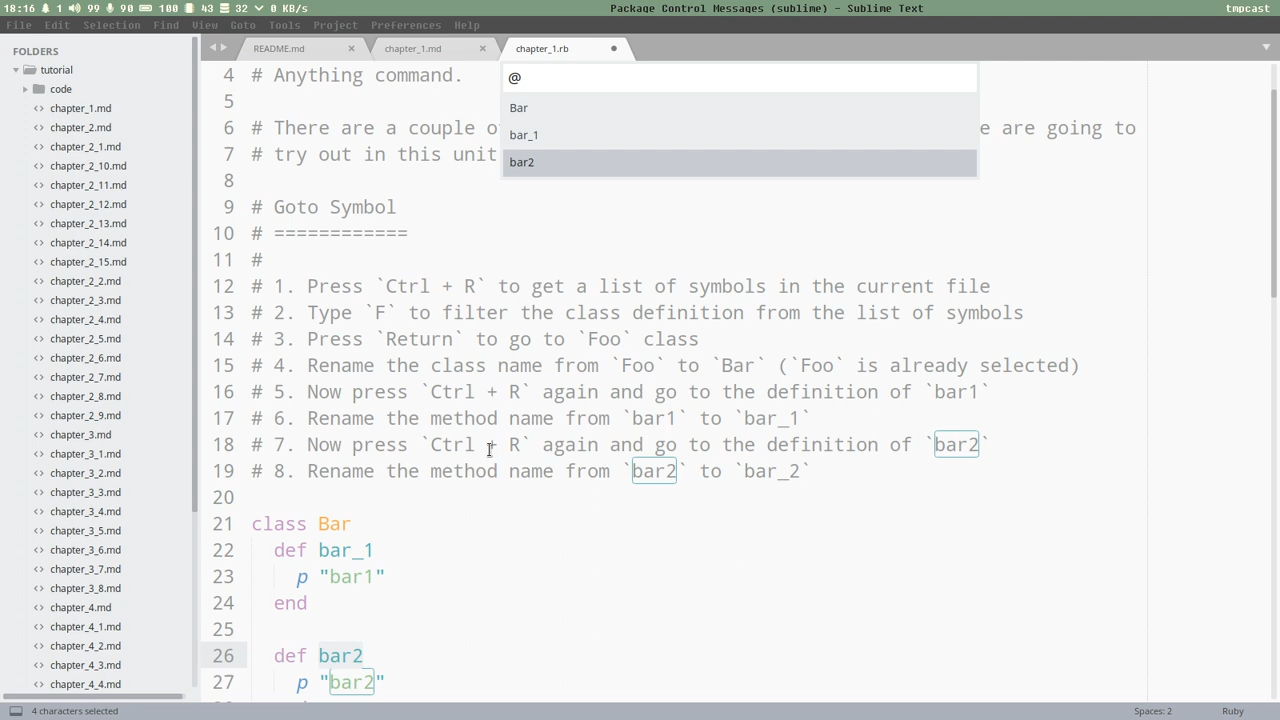 18:16 1 99 90 100 43 82 0 KB/s
Package Control Messages (sublime) - Sublime Text
tmpcast
File Edit Selection Find View Goto Tools Project Preferences Help
FOLDERS
tutorial
code
chapter_1.md
chapter_2.md
chapter_2_1.md
chapter_2_10.md
chapter_2_11.md
chapter_2_12.md
chapter_2_13.md
chapter_2_14.md
chapter_2_15.md
chapter_2_2.md
chapter_2_3.md
chapter_2_4.md
chapter_2_5.md
chapter_2_6.md
chapter_2_7.md
chapter_2_8.md
chapter_2_9.md
chapter_3.md
chapter_3_1.md
chapter_3_2.md
chapter_3_3.md
chapter_3_4.md
chapter_3_5.md
chapter_3_6.md
chapter_3_7.md
chapter_3_8.md
chapter_4.md
chapter_4_1.md
chapter_4_2.md
chapter_4_3.md
chapter_4_4.md
README.md
chapter_1.md
chapter_1.rb
@
Bar
bar_1
bar2
4 # Anything command.
5
6 # There are a couple o e are going to
7 # try out in this unit
8
9 # Goto Symbol
10 # ============
11 #
12 # 1. Press `Ctrl + R` to get a list of symbols in the current file
13 # 2. Type `F` to filter the class definition from the list of symbols
14 # 3. Press `Return` to go to `Foo` class
15 # 4. Rename the class name from `Foo` to `Bar` (`Foo` is already selected)
16 # 5. Now press `Ctrl + R` again and go to the definition of `bar1`
17 # 6. Rename the method name from `bar1` to `bar_1`
18 # 7. Now press `Ctrl + R` again and go to the definition of `bar2`
19 # 8. Rename the method name from `bar2` to `bar_2`
20
21 class Bar
22 def bar_1
23 p "bar1"
24 end
25
26 def bar2
27 p "bar2"
4 characters selected
Spaces: 2
Ruby